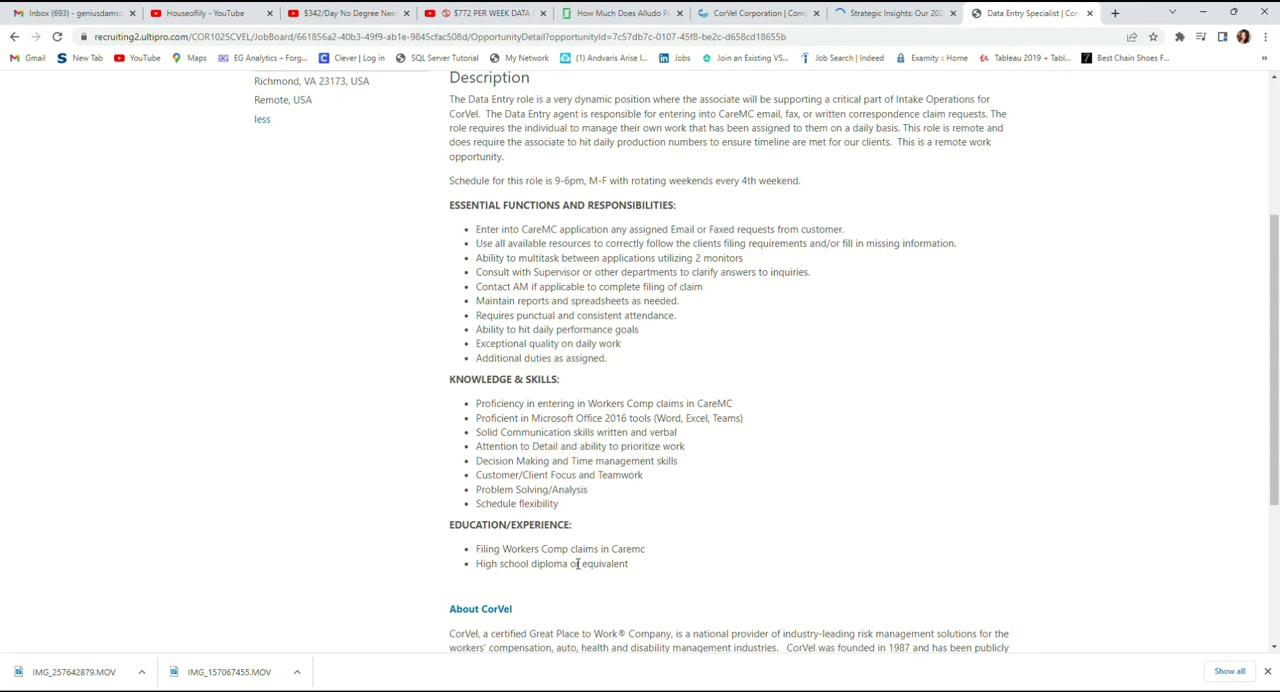 Inbox (693) - geniusdamso
Houseoflily - YouTube
$342/Day No Degree Nee
$772 PER WEEK DATA
How Much Does Alludo P
CorVel Corporation | Com
Strategic Insights: Our 202
Data Entry Specialist | Cor
recruiting2.ultipro.com/COR1025CVEL/JobBoard/661856a2-40b3-49f9-ab1e-9845cfac508d/OpportunityDetail?opportunityId=7c57db7c-0107-45f8-be2c-d658cd18655b
Gmail
New Tab
YouTube
Maps
EG Analytics – Forg...
Clever | Log in
SQL Server Tutorial
My Network
(1) Andvaris Arise I...
Jobs
Join an Existing VS...
Job Search | Indeed
Examity :: Home
Tableau 2019 + Tabl...
Best Chain Shoes F...
Richmond, VA 23173, USA
Remote, USA
less
Description
The Data Entry role is a very dynamic position where the associate will be supporting a critical part of Intake Operations for
CorVel. The Data Entry agent is responsible for entering into CareMC email, fax, or written correspondence claim requests. The
role requires the individual to manage their own work that has been assigned to them on a daily basis. This role is remote and
does require the associate to hit daily production numbers to ensure timeline are met for our clients. This is a remote work
opportunity.
Schedule for this role is 9-6pm, M-F with rotating weekends every 4th weekend.
ESSENTIAL FUNCTIONS AND RESPONSIBILITIES:
• Enter into CareMC application any assigned Email or Faxed requests from customer.
• Use all available resources to correctly follow the clients filing requirements and/or fill in missing information.
• Ability to multitask between applications utilizing 2 monitors
• Consult with Supervisor or other departments to clarify answers to inquiries.
• Contact AM if applicable to complete filing of claim
• Maintain reports and spreadsheets as needed.
• Requires punctual and consistent attendance.
• Ability to hit daily performance goals
• Exceptional quality on daily work
• Additional duties as assigned.
KNOWLEDGE & SKILLS:
• Proficiency in entering in Workers Comp claims in CareMC
• Proficient in Microsoft Office 2016 tools (Word, Excel, Teams)
• Solid Communication skills written and verbal
• Attention to Detail and ability to prioritize work
• Decision Making and Time management skills
• Customer/Client Focus and Teamwork
• Problem Solving/Analysis
• Schedule flexibility
EDUCATION/EXPERIENCE:
• Filing Workers Comp claims in Caremc
• High school diploma or equivalent
About CorVel
CorVel, a certified Great Place to Work® Company, is a national provider of industry-leading risk management solutions for the
workers' compensation, auto, health and disability management industries. CorVel was founded in 1987 and has been publicly
IMG_257642879.MOV
IMG_157067455.MOV
Show all